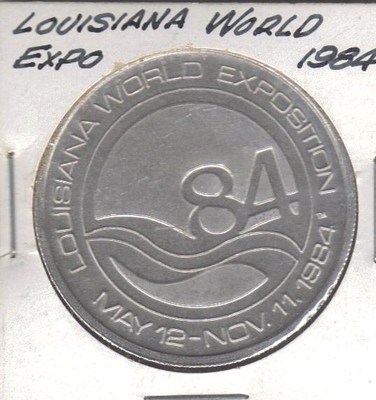 LOUISIANA WORLD
EXPO 1984
LOUISIANA WORLD EXPOSITION
84
MAY 12-NOV. 11, 1984